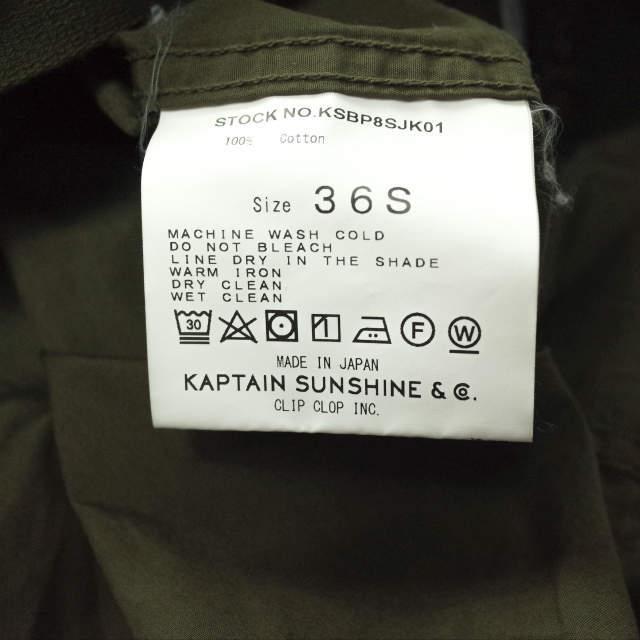 STOCK NO.KSBP8SJK01
100% Cotton
Size 36S
MACHINE WASH COLD
DO NOT BLEACH
LINE DRY IN THE SHADE
WARM IRON
DRY CLEAN
WET CLEAN
30 F W
MADE IN JAPAN
KAPTAIN SUNSHINE & Co.
CLIP CLOP INC.